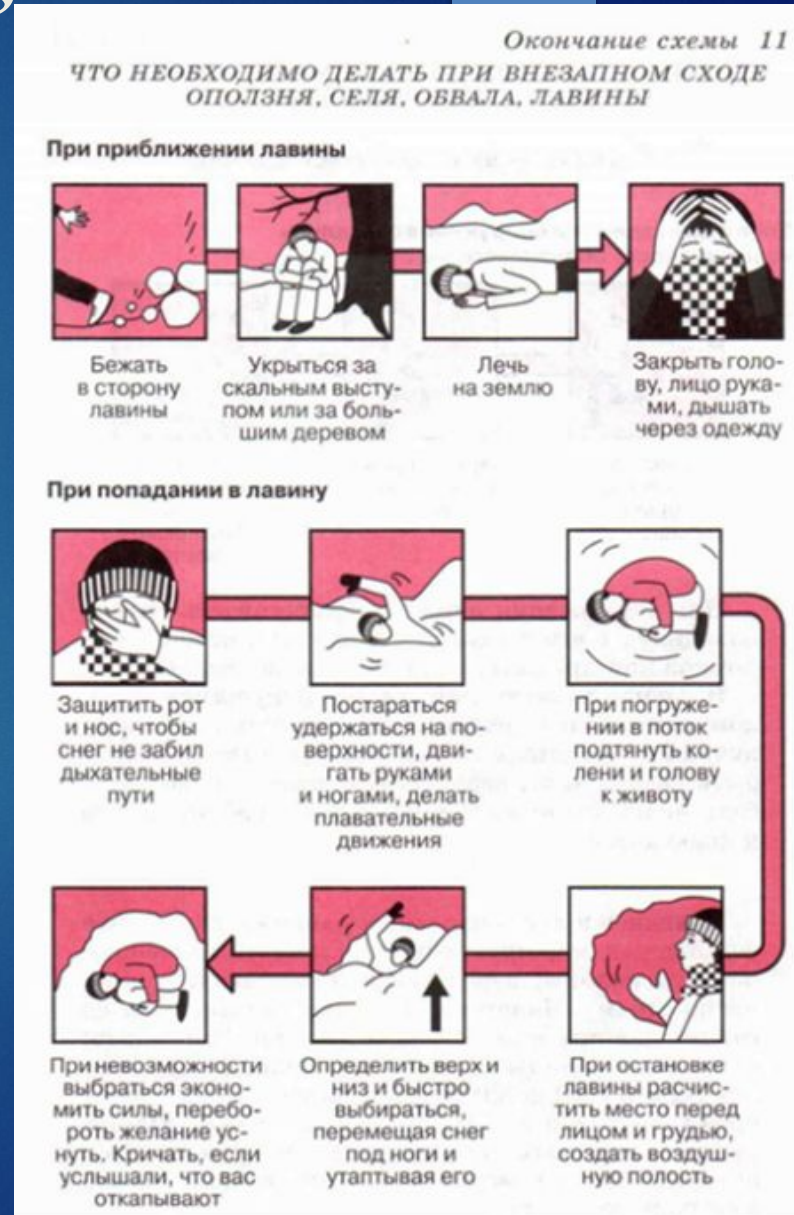 Окончание схемы 11
ЧТО НЕОБХОДИМО ДЕЛАТЬ ПРИ ВНЕЗАПНОМ СХОДЕ
ОПОЛЗНЯ, СЕЛЯ, ОБВАЛА, ЛАВИНЫ
При приближении лавины
Бежать
в сторону
лавины
Укрыться за
скальным высту-
пом или за боль-
шим деревом
Лечь
на землю
Закрыть голо-
ву, лицо рука-
ми, дышать
через одежду
При попадании в лавину
Защитить рот
и нос, чтобы
снег не забил
дыхательные
пути
Постараться
удержаться на по-
верхности, дви-
гать руками
и ногами, делать
плавательные
движения
При погруже-
нии в поток
подтянуть ко-
лени и голову
к животу
При остановке
лавины расчис-
тить место перед
лицом и грудью,
создать воздуш-
ную полость
Определить верх и
низ и быстро
выбираться,
перемещая снег
под ноги и
утаптывая его
При невозможности
выбраться эконо-
мить силы, перебо-
роть желание ус-
нуть. Кричать, если
услышали, что вас
откапывают